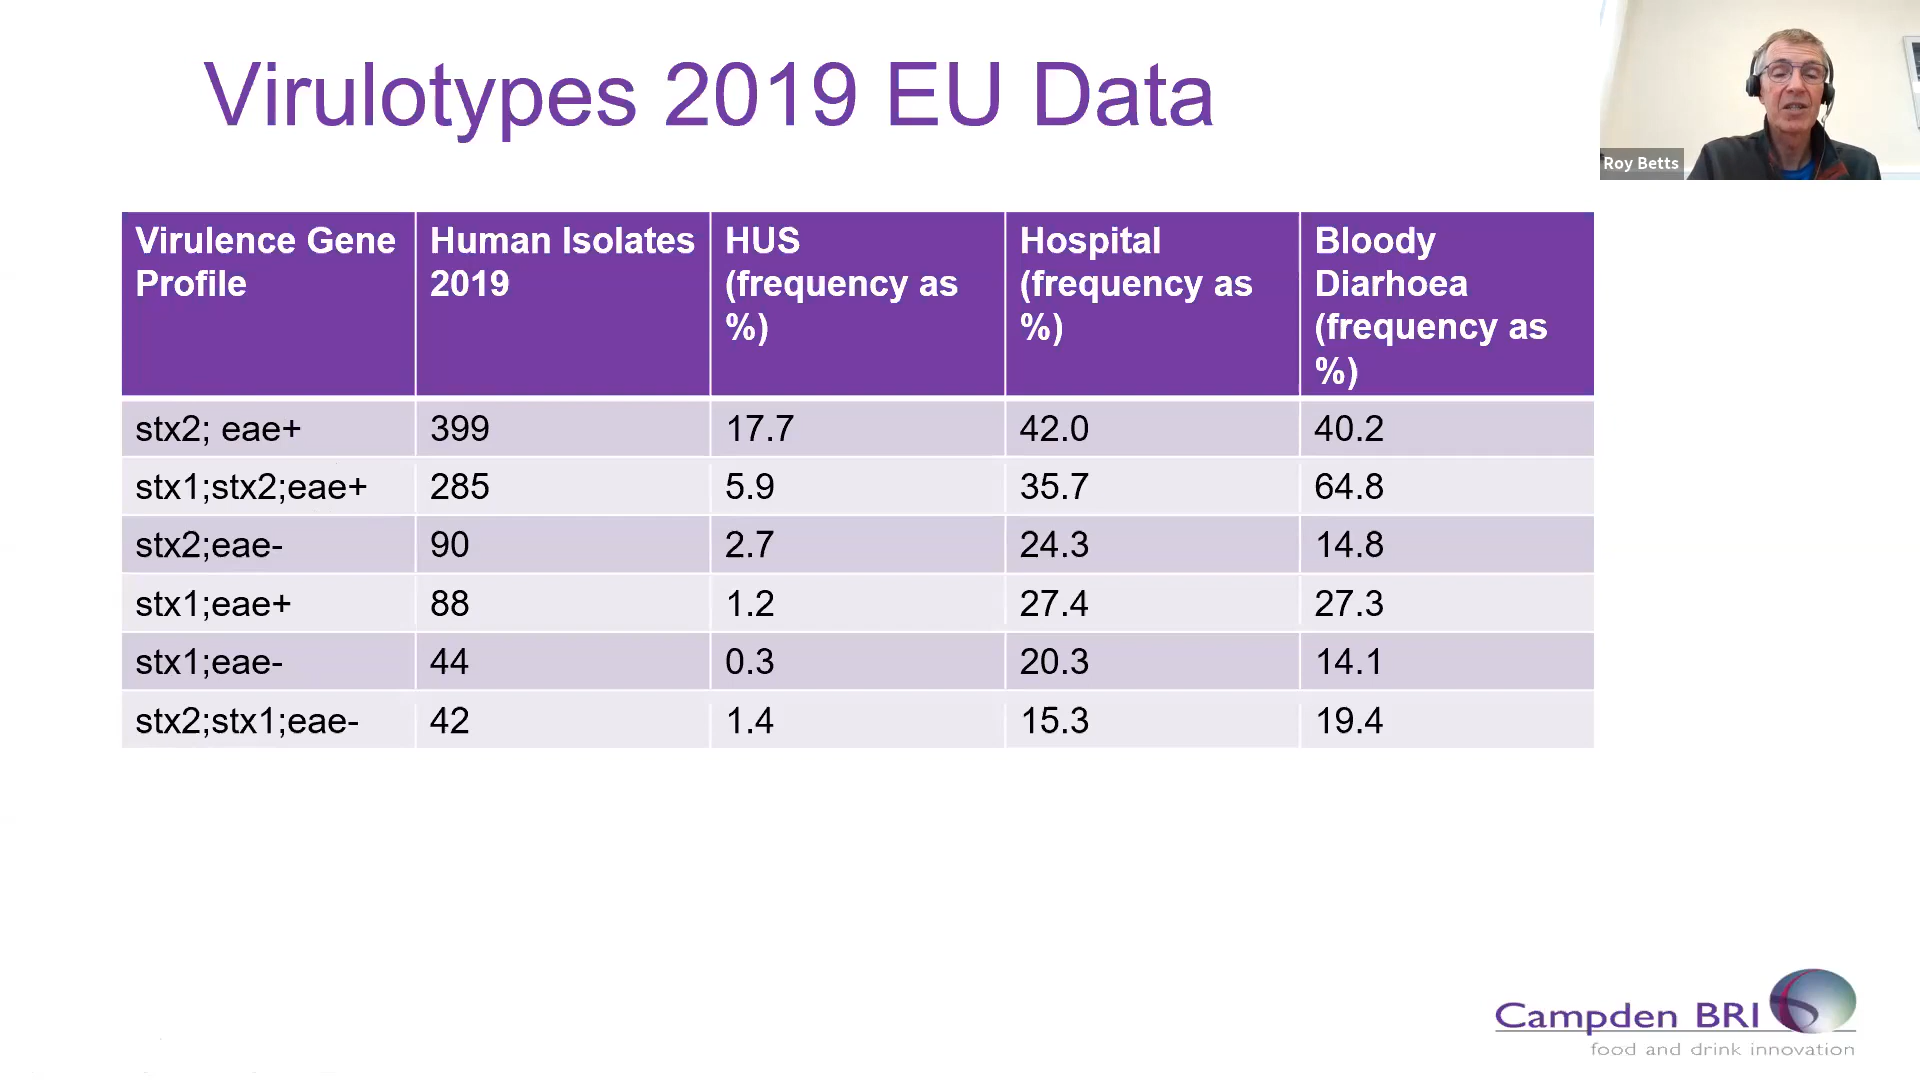 Virulotypes 2019 EU Data
Roy Betts
Virulence Gene
Profile
Human Isolates
2019
HUS
(frequency as
%)
Hospital
(frequency as
%)
Bloody
Diarhoea
(frequency as
%)
stx2; eae+ 399 17.7 42.0 40.2
stx1;stx2;eae+ 285 5.9 35.7 64.8
stx2;eae- 90 2.7 24.3 14.8
stx1;eae+ 88 1.2 27.4 27.3
stx1;eae- 44 0.3 20.3 14.1
stx2;stx1;eae- 42 1.4 15.3 19.4
Campden BRI
food and drink innovation